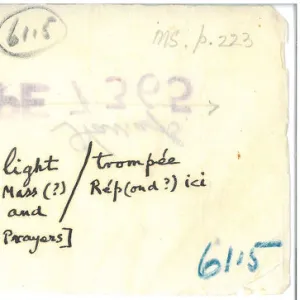 6115
MS. p. 223
light / trompée
Mass (?) / Rép(ond?) ici
and
Prayers]
6115